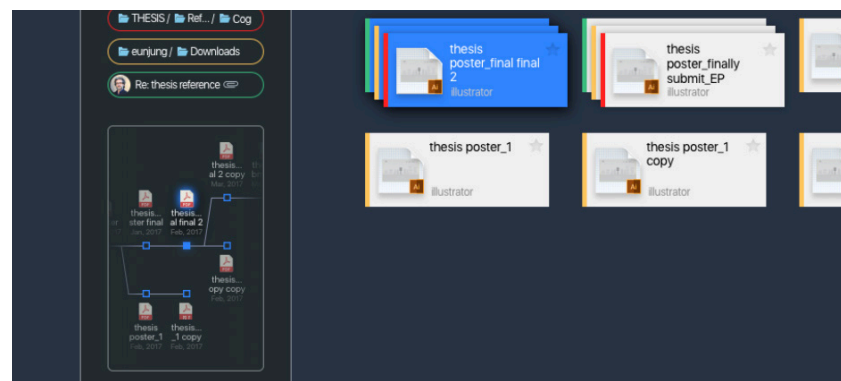 THESIS / Ref... / Cog
eunjung / Downloads
Re: thesis reference
thesis...
al 2 copy
Mar, 2017
thesis...
ster final
Jan, 2017
thesis...
al final 2
Feb, 2017
thesis...
opy copy
Feb, 2017
thesis
poster_1
Feb, 2017
thesis...
_1 copy
Feb, 2017
thesis
poster_final final
2
illustrator
thesis
poster_finally
submit_EP
illustrator
thesis poster_1
illustrator
thesis poster_1
copy
illustrator